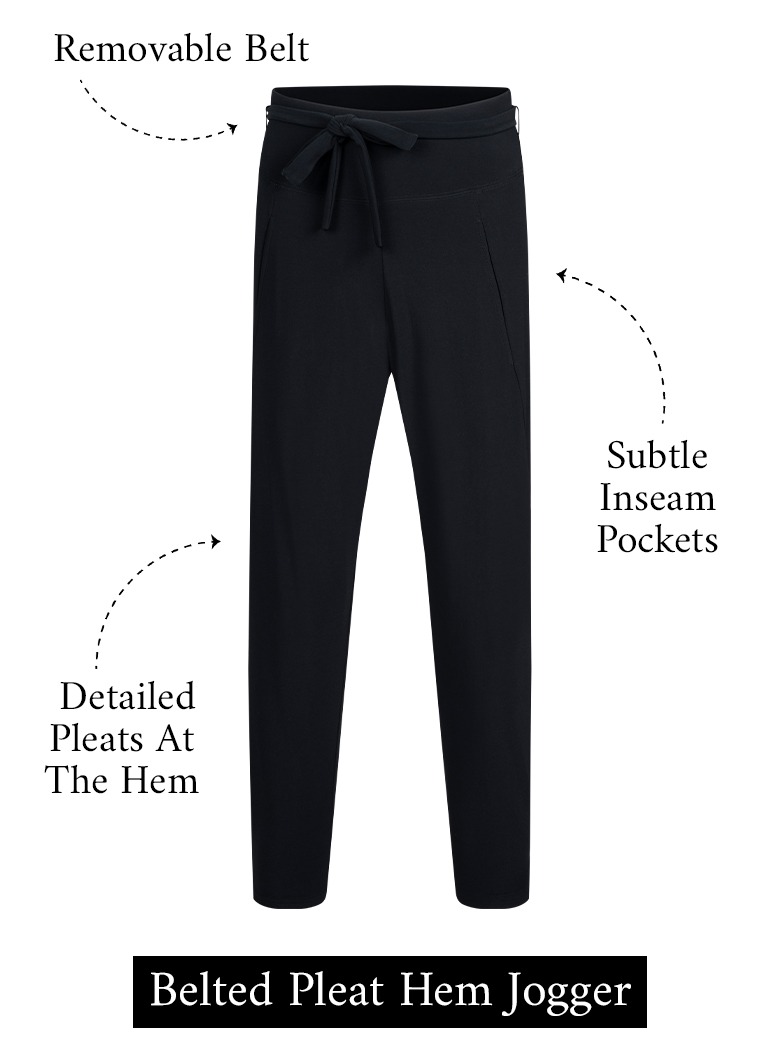 Removable Belt
Subtle
Inseam
Pockets
Detailed
Pleats At
The Hem
Belted Pleat Hem Jogger